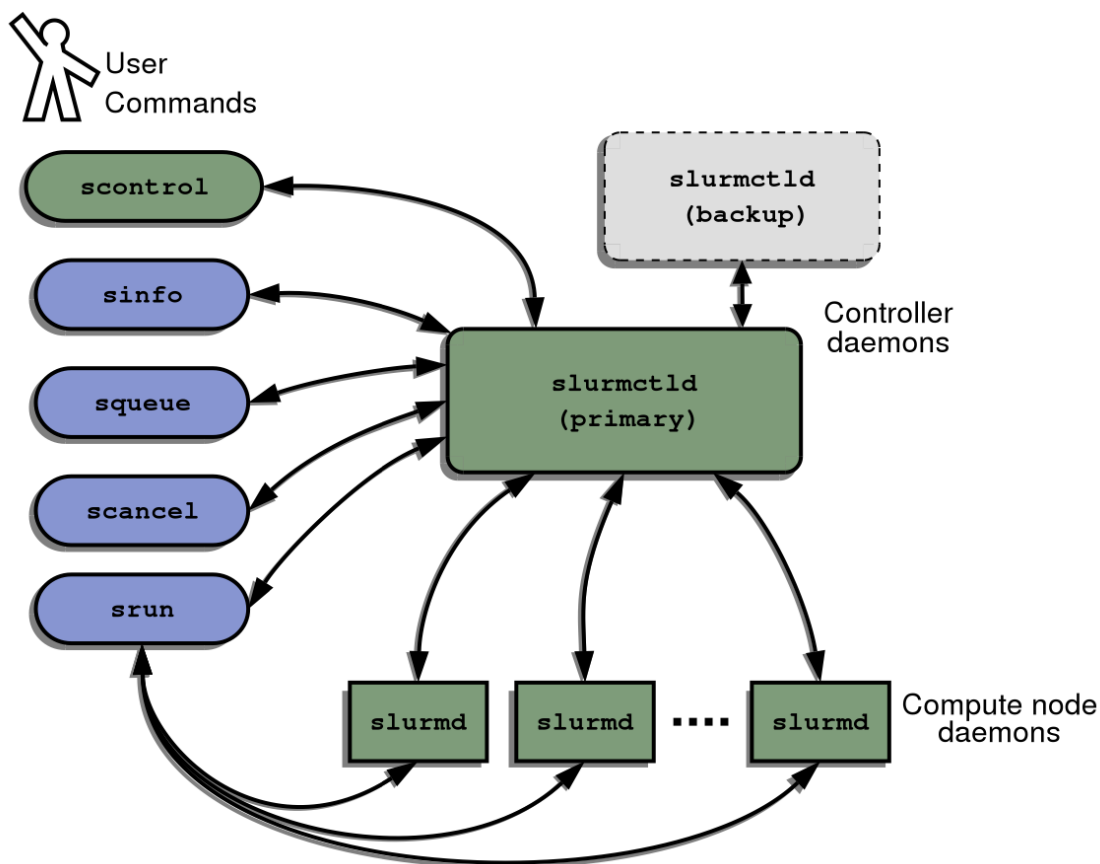 User
Commands
scontrol
slurmctld
(backup)
sinfo
Controller
daemons
squeue
slurmctld
(primary)
scancel
srun
slurmd
slurmd
slurmd
Compute node
daemons